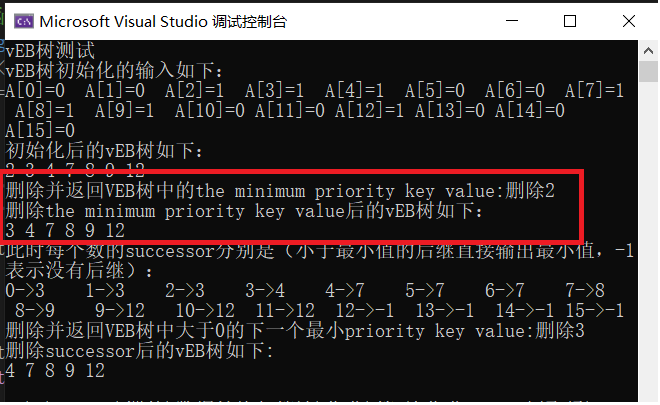 Microsoft Visual Studio 调试控制台
vEB树测试
vEB树初始化的输入如下：
A[0]=0 A[1]=0 A[2]=1 A[3]=1 A[4]=1 A[5]=0 A[6]=0 A[7]=1
A[8]=1 A[9]=1 A[10]=0 A[11]=0 A[12]=1 A[13]=0 A[14]=0
A[15]=0
初始化后的vEB树如下：
2 3 4 7 8 9 12
删除并返回VEB树中的the minimum priority key value:删除2
删除the minimum priority key value后的vEB树如下：
3 4 7 8 9 12
此时每个数的successor分别是（小于最小值的后继直接输出最小值，-1
表示没有后继）：
0->3 1->3 2->3 3->4 4->7 5->7 6->7 7->8
8->9 9->12 10->12 11->12 12->-1 13->-1 14->-1 15->-1
删除并返回VEB树中大于0的下一个最小priority key value:删除3
删除successor后的vEB树如下：
4 7 8 9 12